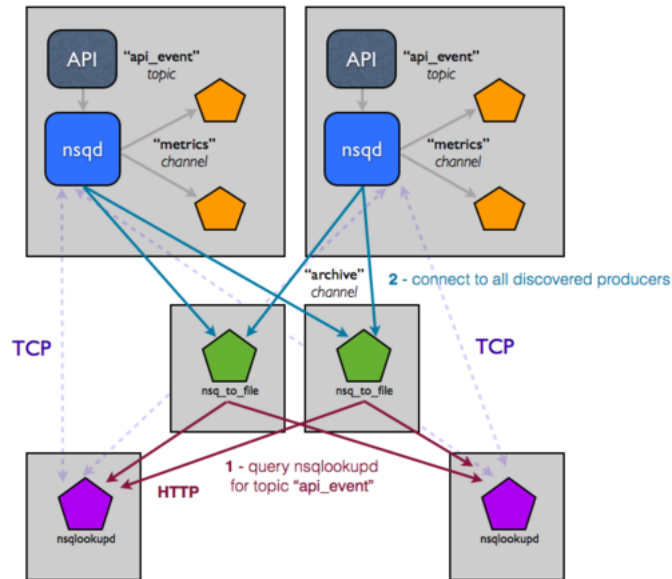 API
“api_event”
topic
nsqd
“metrics”
channel
API
“api_event”
topic
nsqd
“metrics”
channel
“archive”
channel
2 - connect to all discovered producers
TCP
TCP
nsq_to_file
nsq_to_file
1 - query nsqlookupd
for topic “api_event”
HTTP
nsqlookupd
nsqlookupd